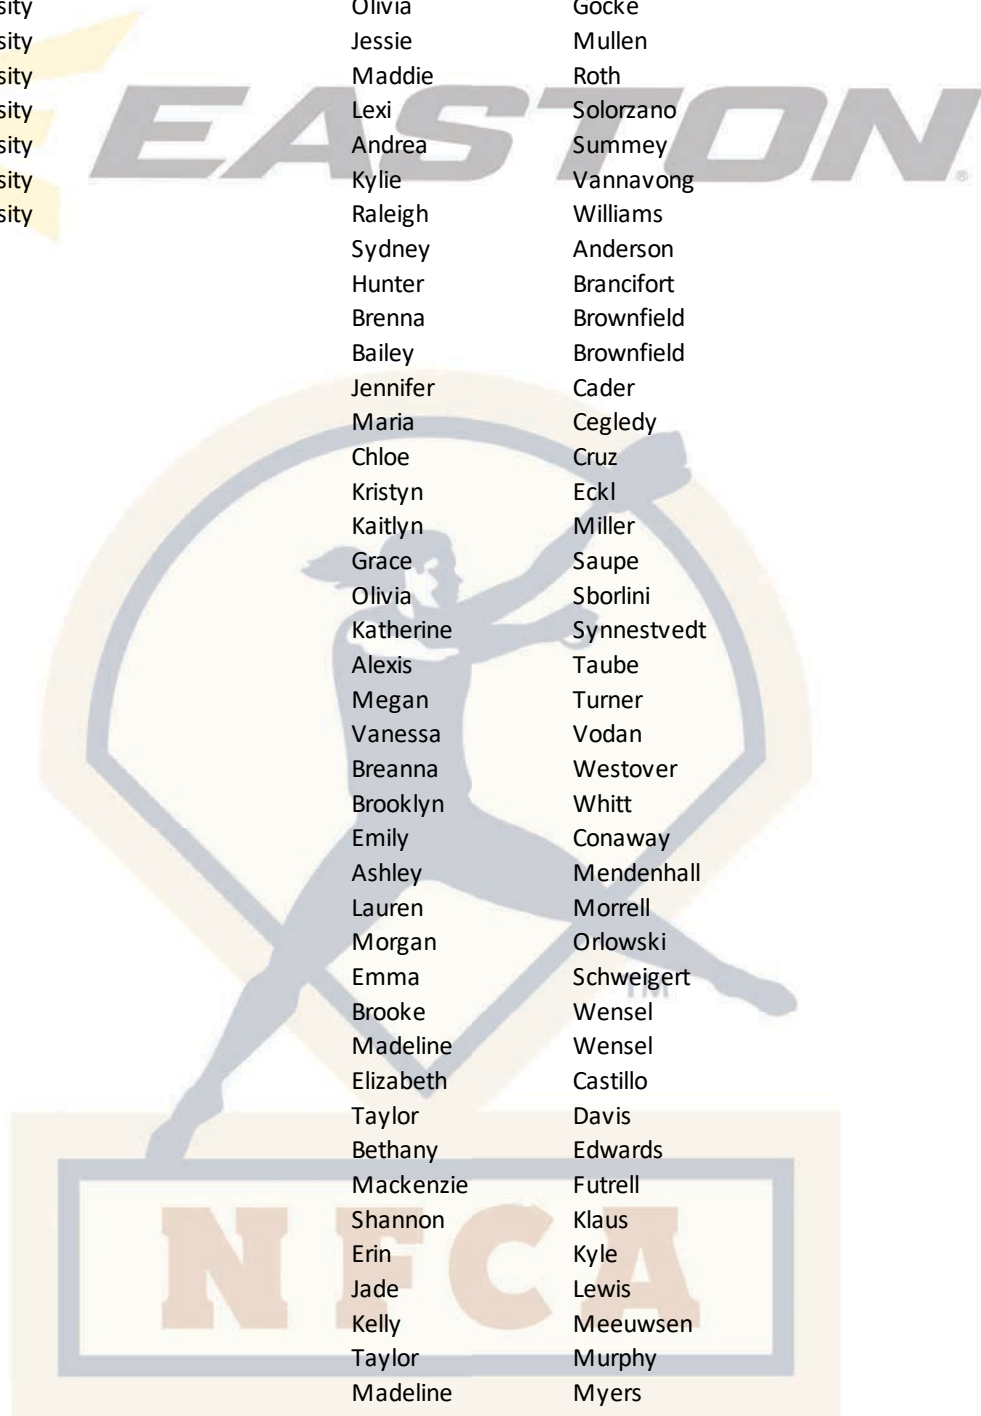 sity Olivia Gocke
sity Jessie Mullen
sity Maddie Roth
sity Lexi Solorzano
sity Andrea Summey
sity Kylie Vannavong
sity Raleigh Williams
EASTON®
Sydney Anderson
Hunter Brancifort
Brenna Brownfield
Bailey Brownfield
Jennifer Cader
Maria Cegledy
Chloe Cruz
Kristyn Eckl
Kaitlyn Miller
Grace Saupe
Olivia Sborlini
Katherine Synnestvedt
Alexis Taube
Megan Turner
Vanessa Vodan
Breanna Westover
Brooklyn Whitt
Emily Conaway
Ashley Mendenhall
Lauren Morrell
Morgan Orlowski
Emma Schweigert
TM
Brooke Wensel
Madeline Wensel
Elizabeth Castillo
Taylor Davis
Bethany Edwards
Mackenzie Futrell
Shannon Klaus
Erin Kyle
Jade Lewis
Kelly Meeuwsen
Taylor Murphy
Madeline Myers
NFCA